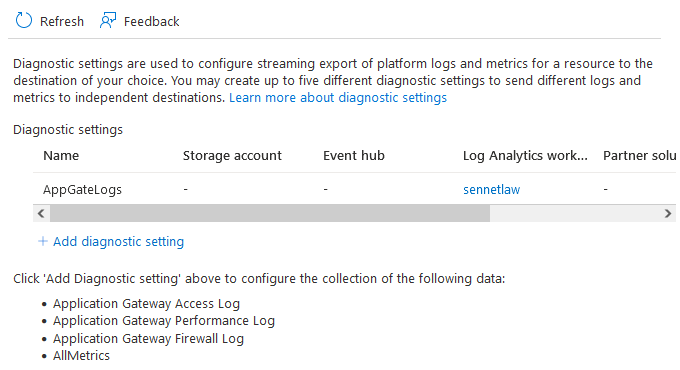 Refresh Feedback
Diagnostic settings are used to configure streaming export of platform logs and metrics for a resource to the
destination of your choice. You may create up to five different diagnostic settings to send different logs and
metrics to independent destinations. Learn more about diagnostic settings
Diagnostic settings
Name Storage account Event hub Log Analytics work... Partner solu
AppGateLogs - - sennetlaw -
+ Add diagnostic setting
Click 'Add Diagnostic setting' above to configure the collection of the following data:
• Application Gateway Access Log
• Application Gateway Performance Log
• Application Gateway Firewall Log
• AllMetrics